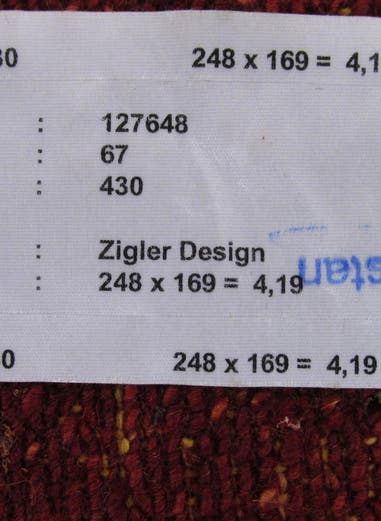 30 248 x 169 = 4,1
: 127648
: 67
: 430
: Zigler Design
: 248 x 169 = 4,19
stan
0 248 x 169 = 4,19